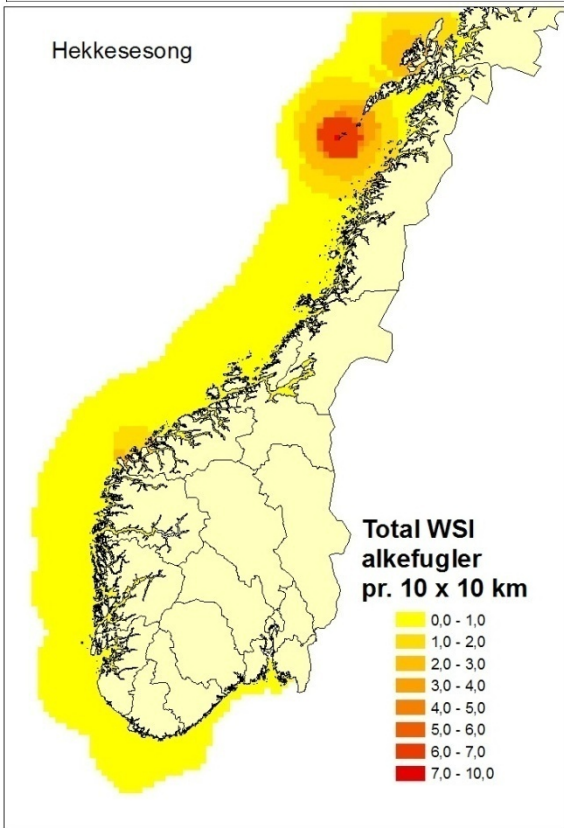 Hekkesesong
Total WSI
alkefugler
pr. 10 x 10 km
0,0 - 1,0
1,0 - 2,0
2,0 - 3,0
3,0 - 4,0
4,0 - 5,0
5,0 - 6,0
6,0 - 7,0
7,0 - 10,0